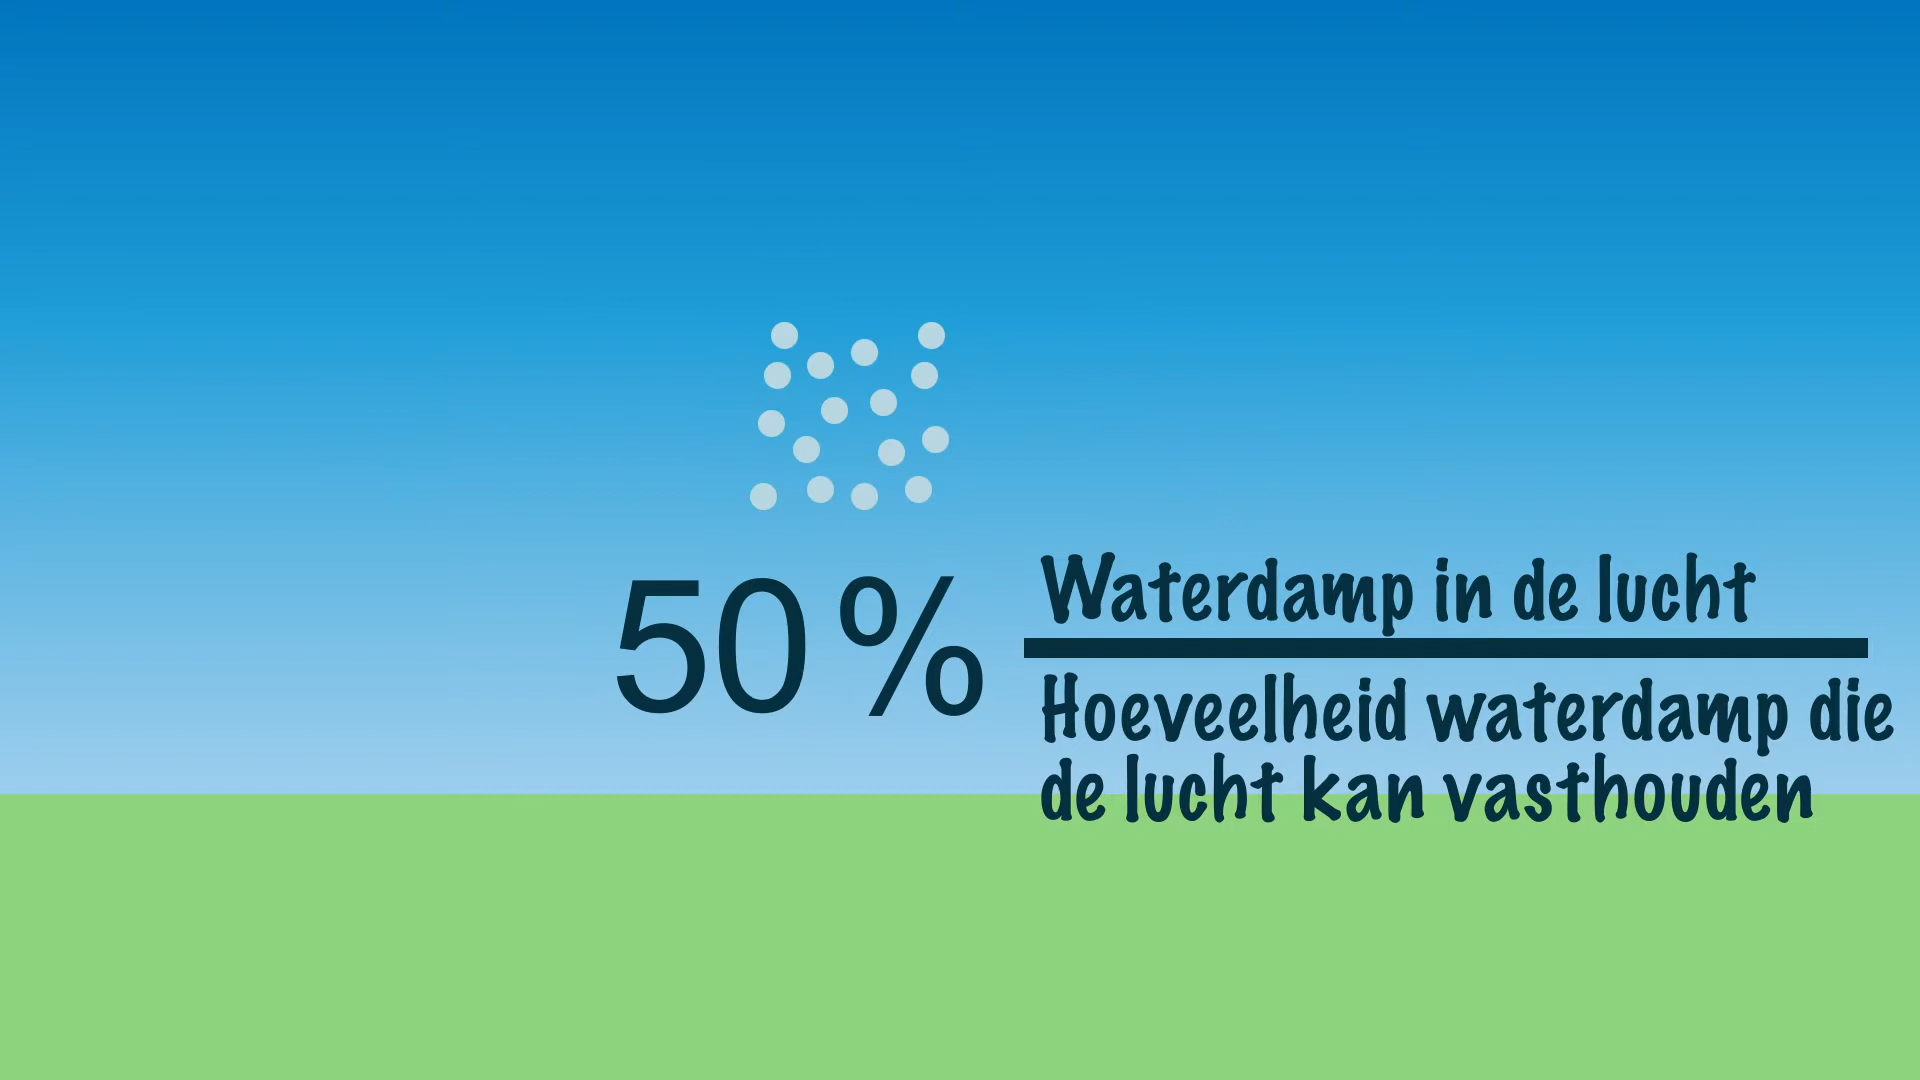 50 %
Waterdamp in de lucht
Hoeveelheid waterdamp die
de lucht kan vasthouden